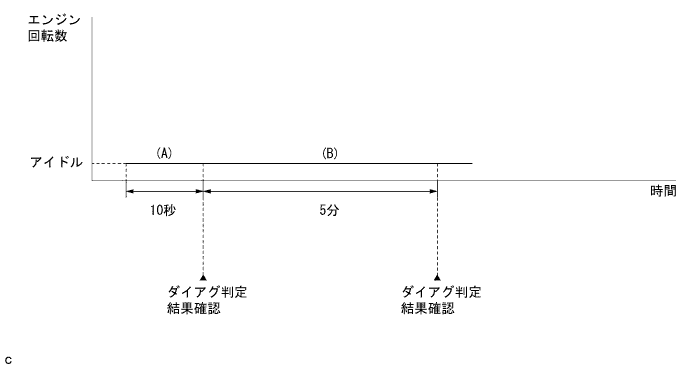 エンジン
回転数
(A)
(B)
アイドル
時間
10秒
5分
ダイアグ判定
結果確認
ダイアグ判定
結果確認
c